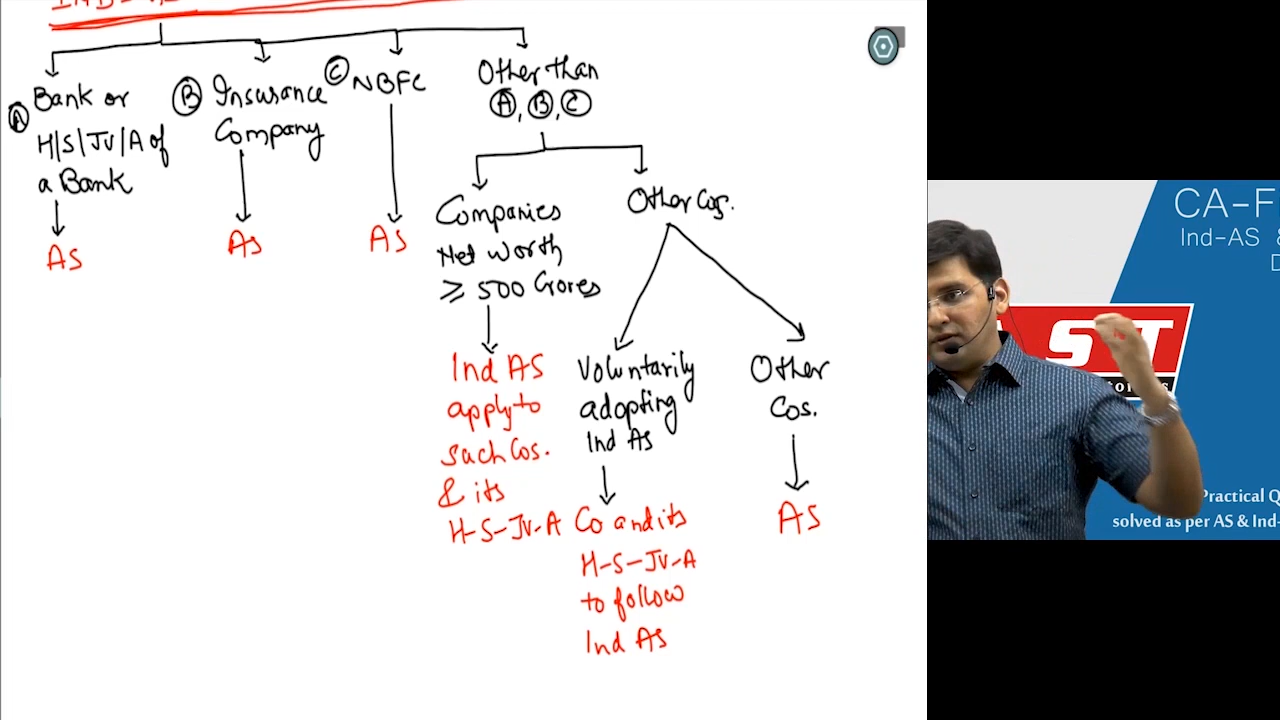 Ⓐ Bank or
H|S|JV|A of
a Bank
AS
Ⓑ Insurance
Company
AS
Ⓒ NBFC
AS
Other than
Ⓐ, Ⓑ, Ⓒ
Companies
Net Worth
≥ 500 Crores
Ind AS
apply to
such Cos.
& its
H-S-JV-A
Other Cos.
Voluntarily
adopting
Ind AS
Co and its
H-S-JV-A
to follow
Ind AS
Other
Cos.
AS
CA-F
Ind-AS &
D
ST
Practical Q
solved as per AS & Ind-